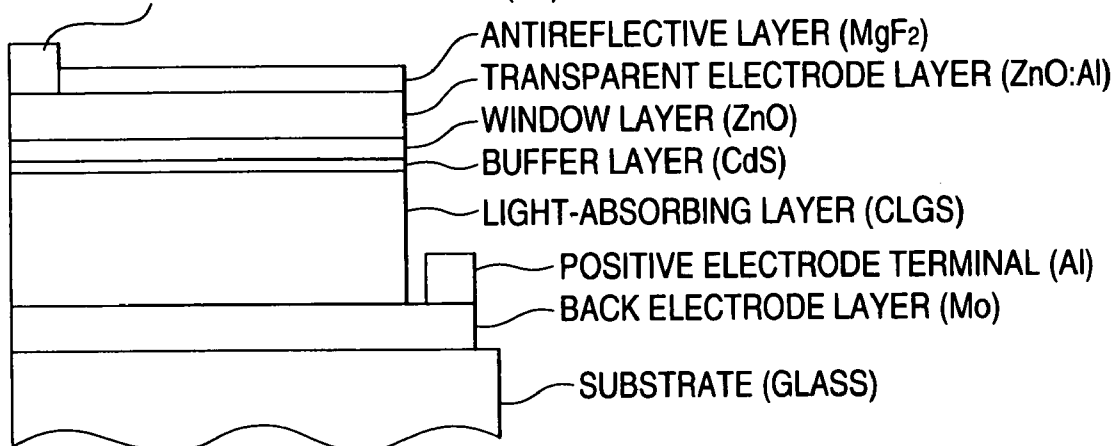 ANTIREFLECTIVE LAYER (MgF2)
TRANSPARENT ELECTRODE LAYER (ZnO:Al)
WINDOW LAYER (ZnO)
BUFFER LAYER (CdS)
LIGHT-ABSORBING LAYER (CLGS)
POSITIVE ELECTRODE TERMINAL (Al)
BACK ELECTRODE LAYER (Mo)
SUBSTRATE (GLASS)